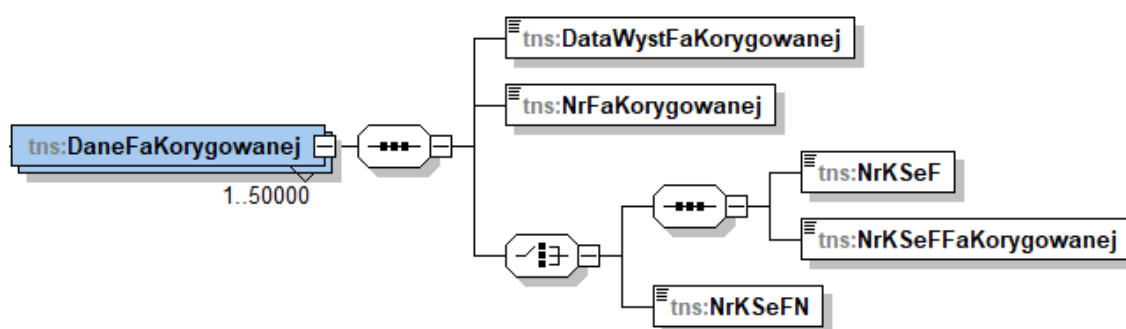 tns:DataWystFaKorygowanej
tns:NrFaKorygowanej
tns:DaneFaKorygowanej
1..50000
tns:NrKSeF
tns:NrKSeFFaKorygowanej
tns:NrKSeFN